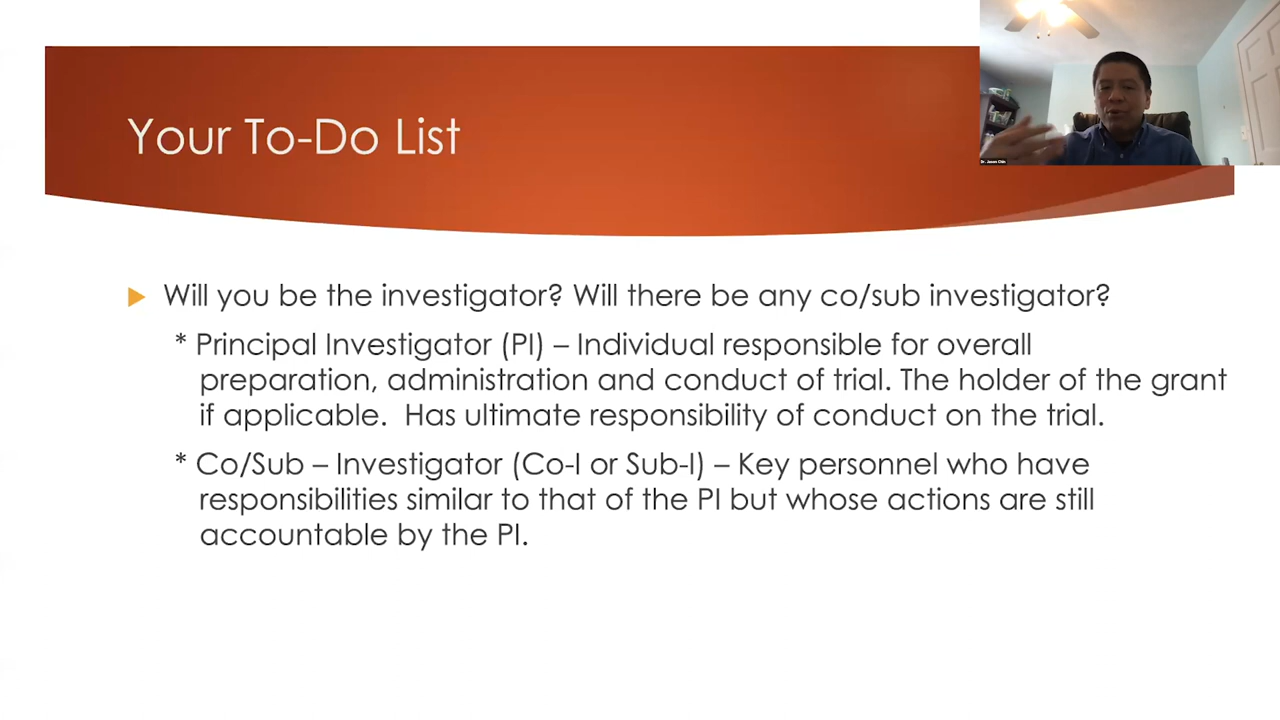 Your To-Do List
Dr. Jason Chin
Will you be the investigator? Will there be any co/sub investigator?
* Principal Investigator (PI) – Individual responsible for overall
preparation, administration and conduct of trial. The holder of the grant
if applicable.  Has ultimate responsibility of conduct on the trial.
* Co/Sub – Investigator (Co-I or Sub-I) – Key personnel who have
responsibilities similar to that of the PI but whose actions are still
accountable by the PI.